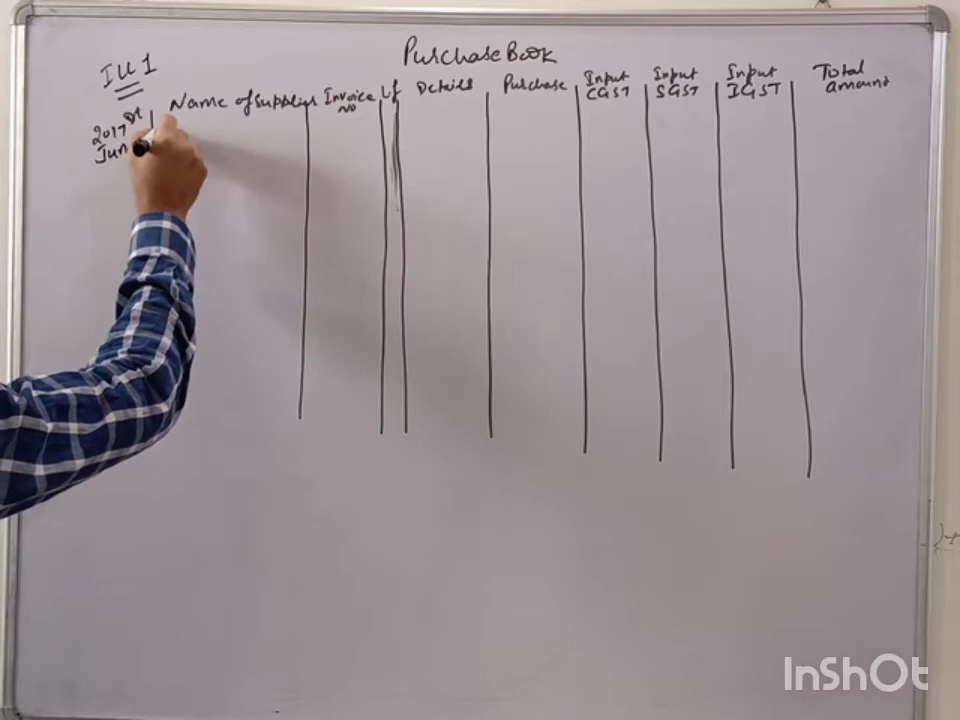 Purchase Book
Ill 1
Name of supplier Invoice No L.f Details Purchase Input CGST Input SGST Input IGST Total amount
2017
Jun
InShOt